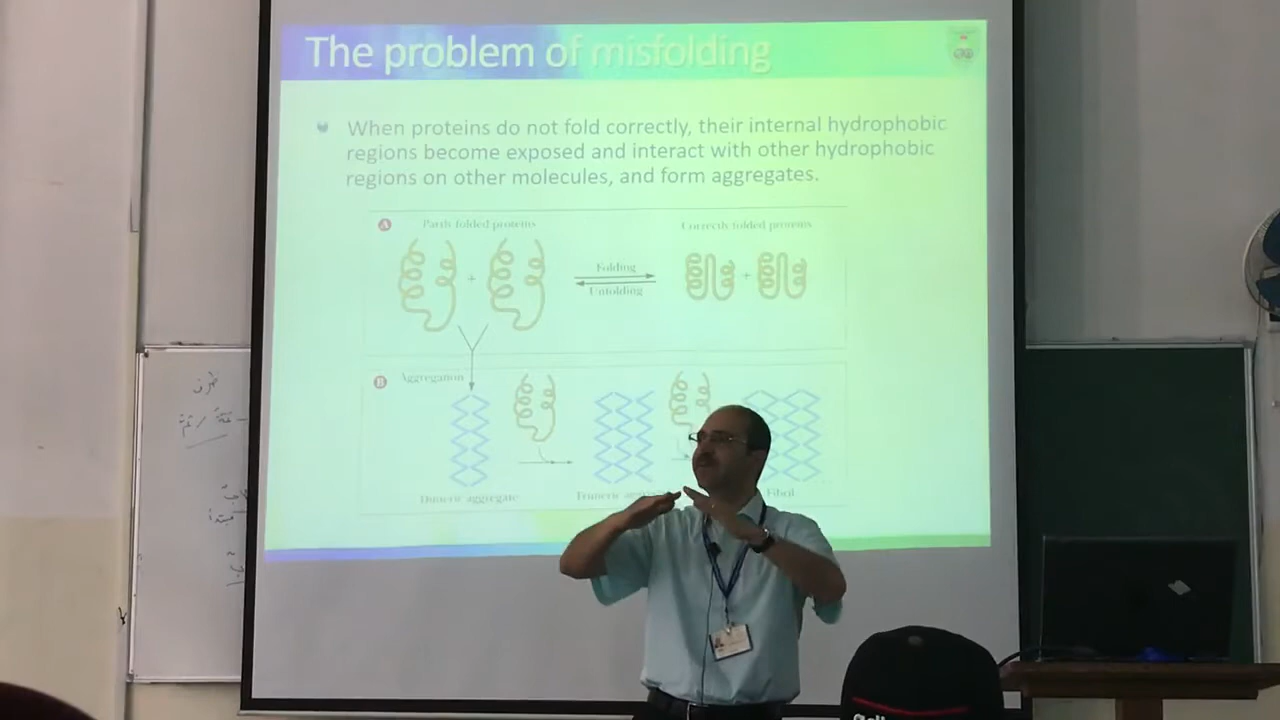 The problem of misfolding
When proteins do not fold correctly, their internal hydrophobic
regions become exposed and interact with other hydrophobic
regions on other molecules, and form aggregates.
A Partly folded proteins Correctly folded proteins
+ Folding +
Unfolding
B Aggregation
Dimeric aggregate Trimeric Fibril